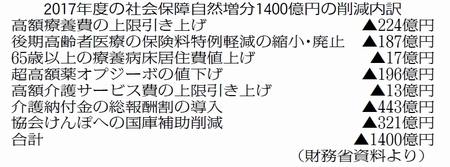 2017年度の社会保障自然増分1400億円の削減内訳
高額療養費の上限引き上げ ▲224億円
後期高齢者医療の保険料特例軽減の縮小・廃止 ▲187億円
65歳以上の療養病床居住費値上げ ▲17億円
超高額薬オプジーボの値下げ ▲196億円
高額介護サービス費の上限引き上げ ▲13億円
介護納付金の総報酬割の導入 ▲443億円
協会けんぽへの国庫補助削減 ▲321億円
合計 ▲1400億円
(財務省資料より)